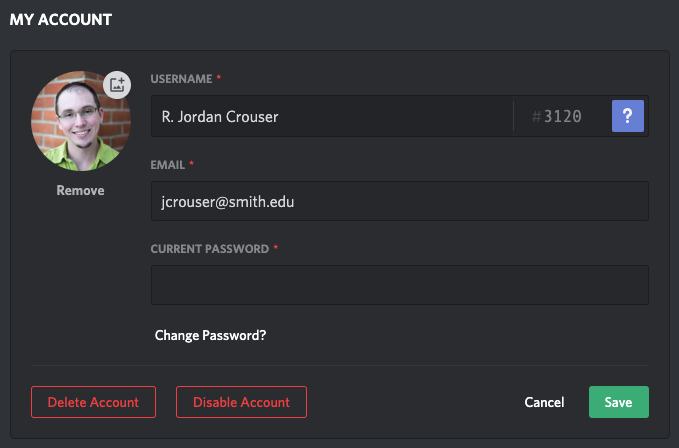 MY ACCOUNT
USERNAME *
R. Jordan Crouser
#3120
?
Remove
EMAIL *
jcrouser@smith.edu
CURRENT PASSWORD *
Change Password?
Delete Account
Disable Account
Cancel
Save